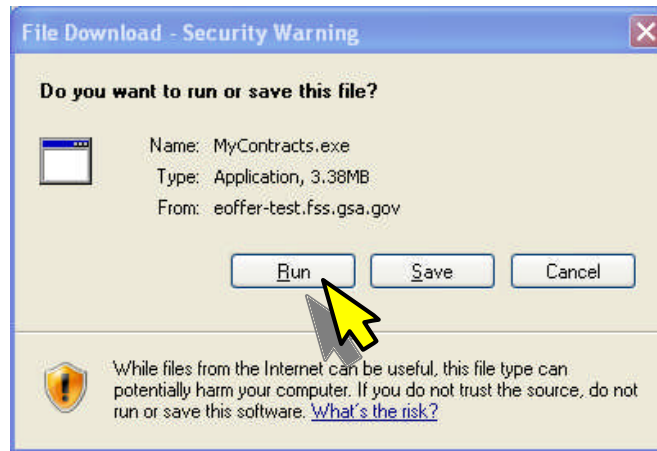 File Download - Security Warning
Do you want to run or save this file?
Name: MyContracts.exe
Type: Application, 3.38MB
From: eoffer-test.fss.gsa.gov
Run Save Cancel
While files from the Internet can be useful, this file type can
potentially harm your computer. If you do not trust the source, do not
run or save this software. What's the risk?